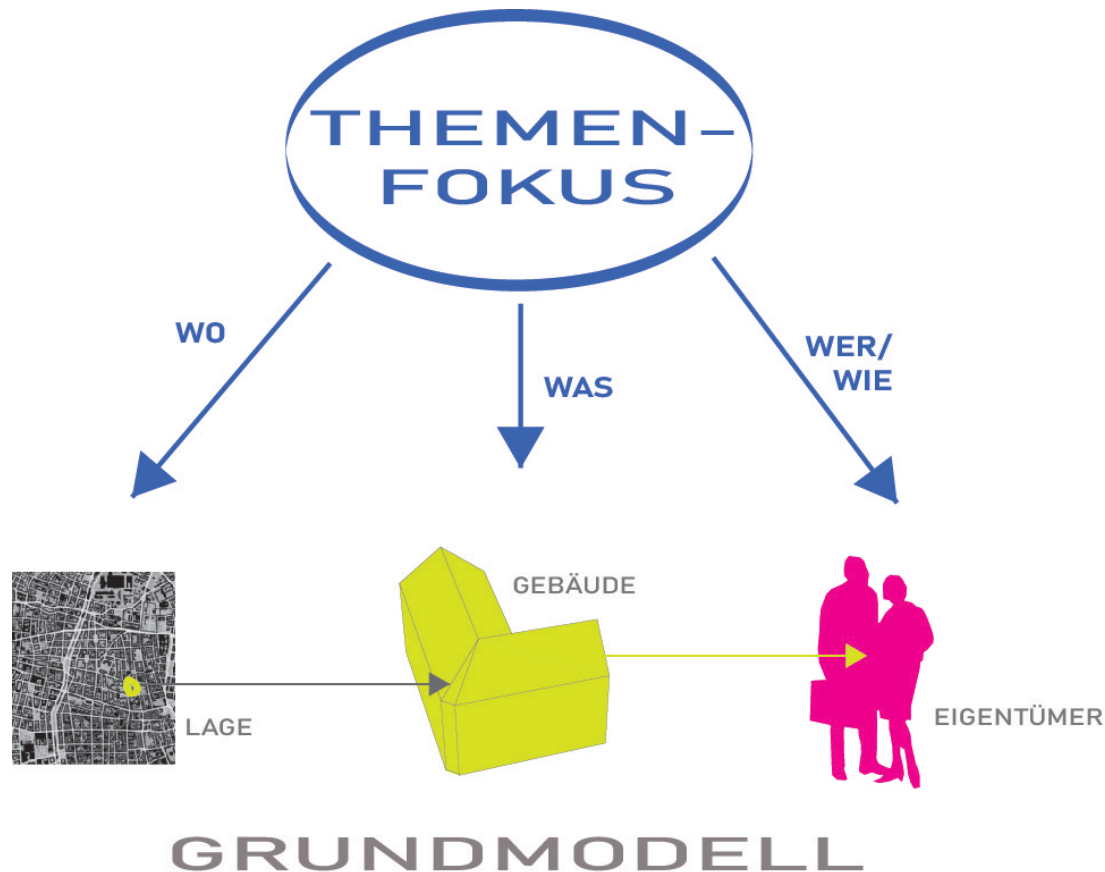 THEMEN-
FOKUS
WO
WAS
WER/
WIE
GEBÄUDE
LAGE
EIGENTÜMER
GRUNDMODELL